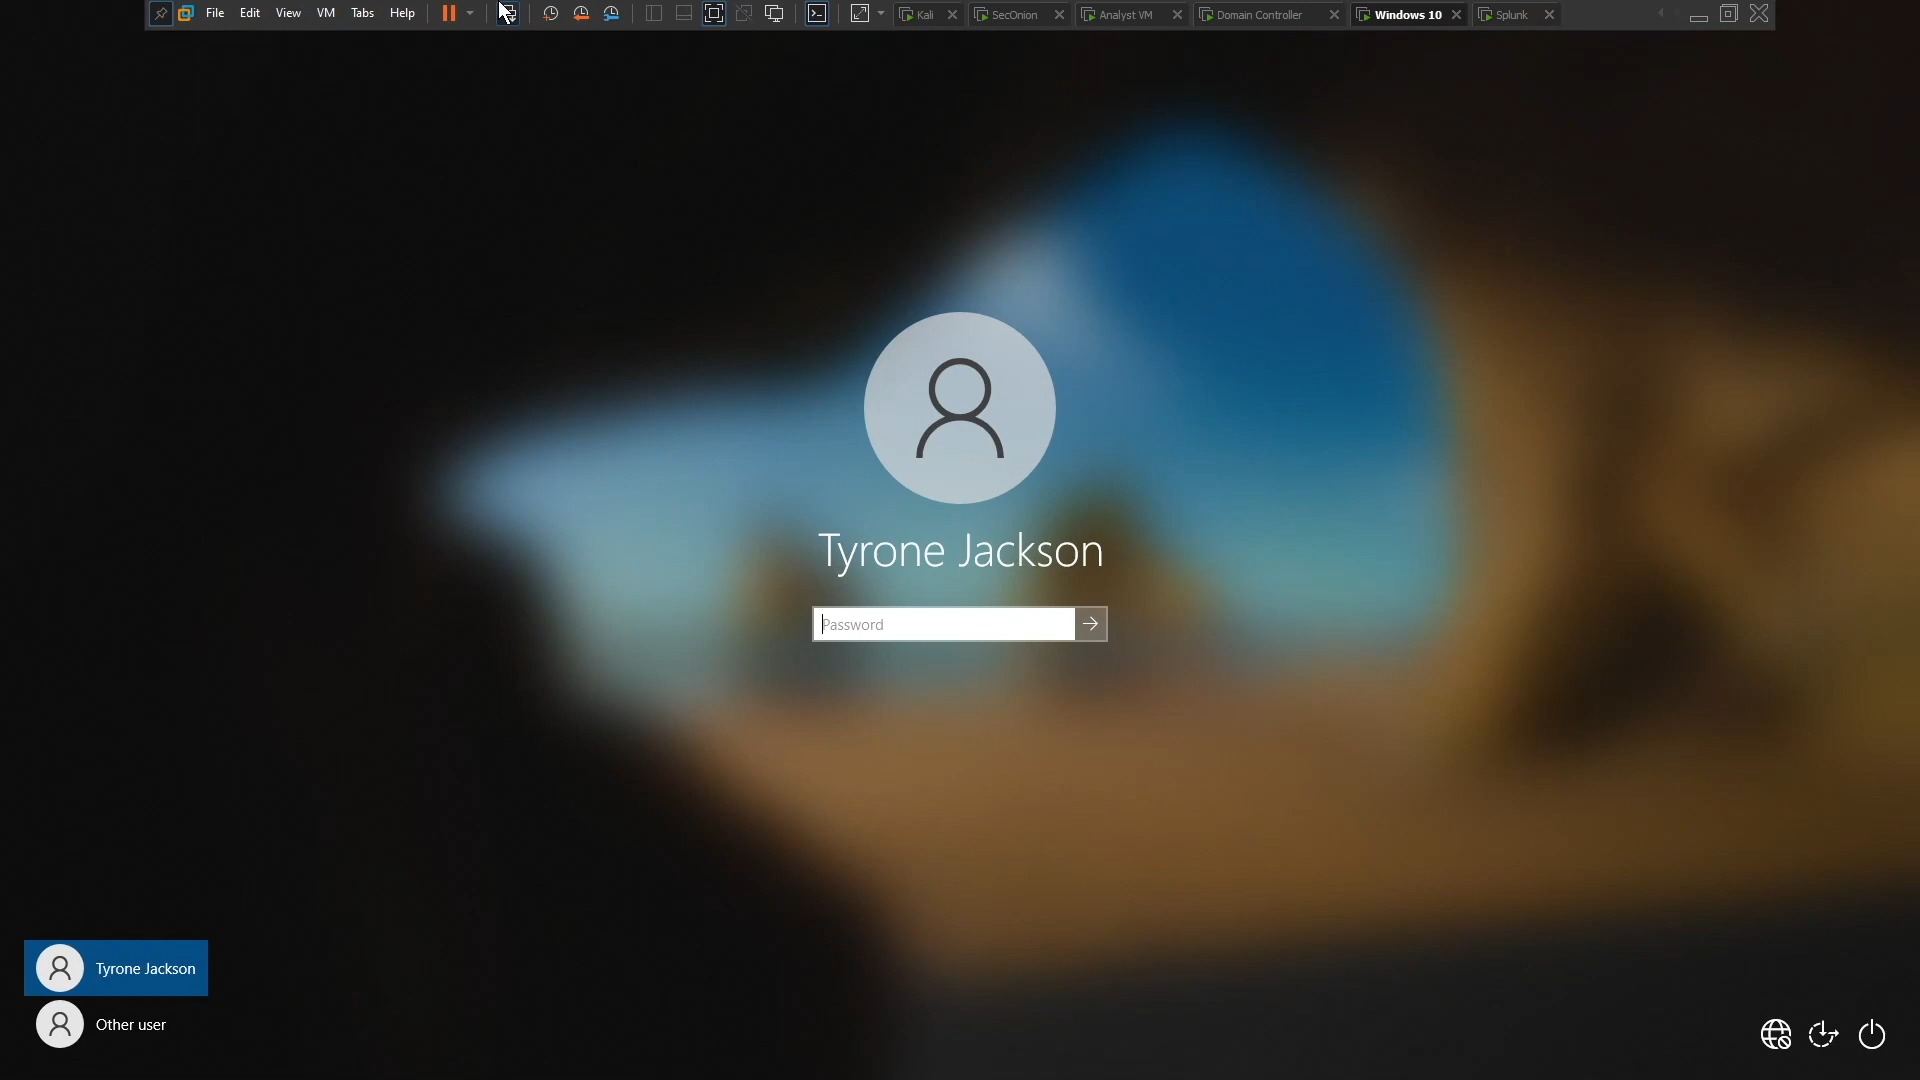 File Edit View VM Tabs Help Kali SecOnion Analyst VM Domain Controller Windows 10 Splunk
Tyrone Jackson
Password
Tyrone Jackson
Other user